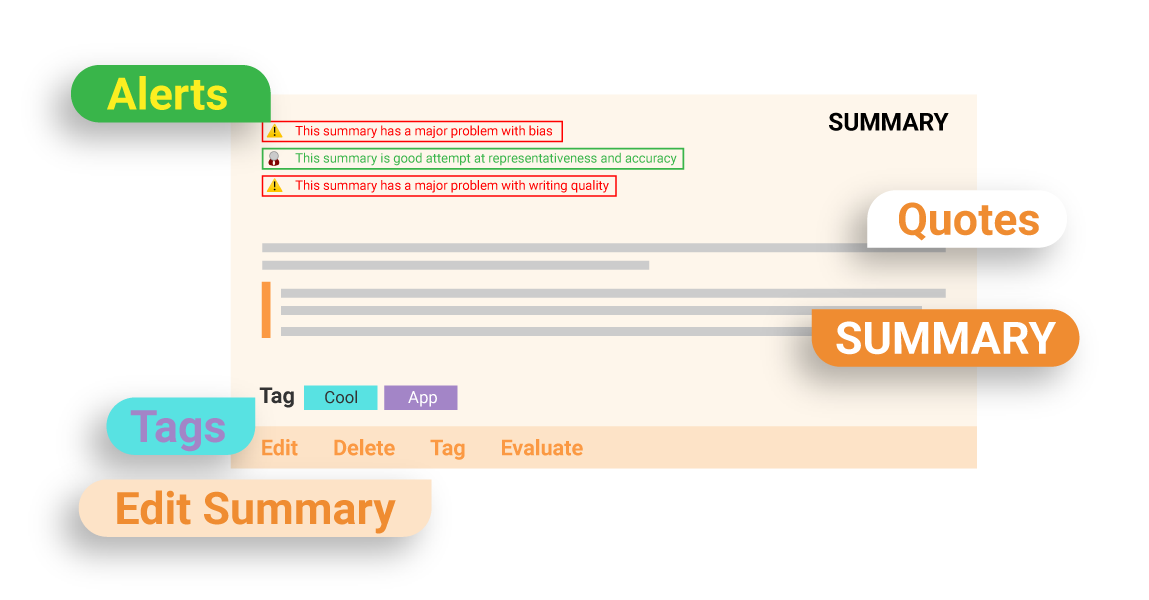 Alerts
SUMMARY
This summary has a major problem with bias
This summary is good attempt at representativeness and accuracy
This summary has a major problem with writing quality
Quotes
SUMMARY
Tag Cool App
Tags
Edit Delete Tag Evaluate
Edit Summary